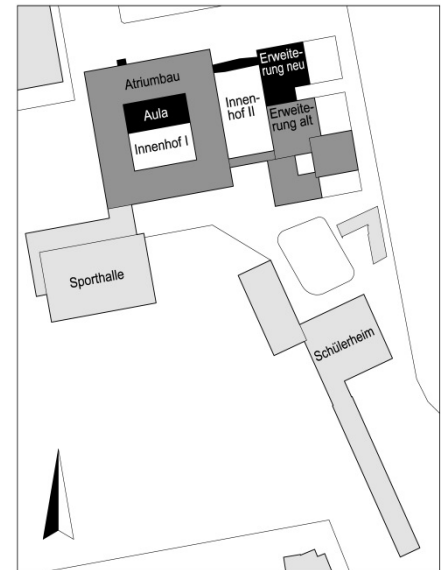 Atriumbau
Aula
Innenhof I
Innen-
hof II
Erweite-
rung neu
Erweite-
rung alt
Sporthalle
Schülerheim